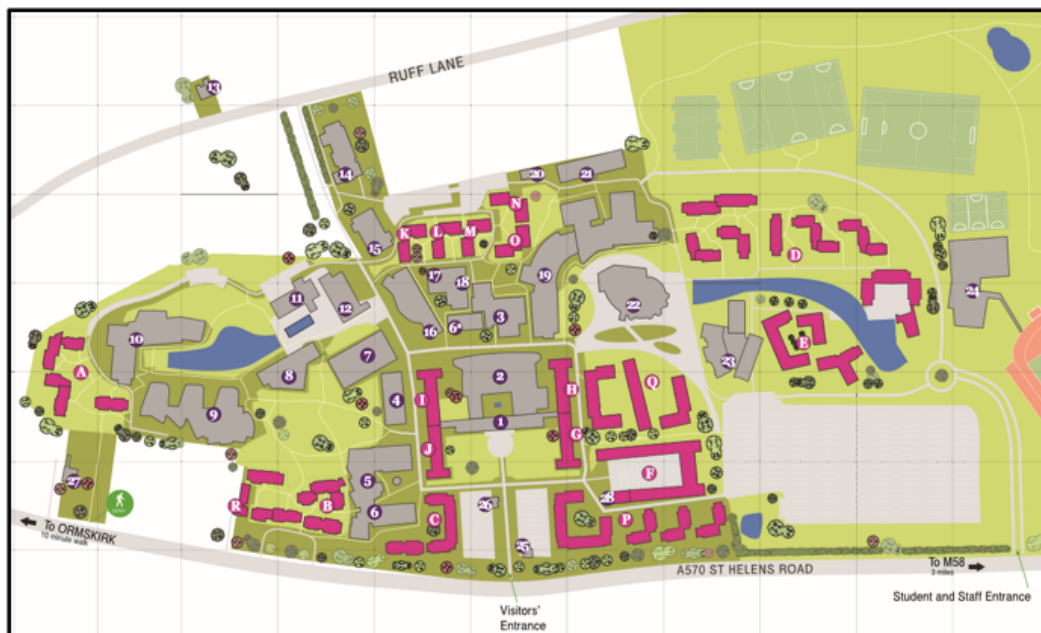 RUFF LANE
13
14
20
21
N
K
L
M
15
O
17
18
19
D
11
12
22
24
16
6a
3
10
7
23
E
A
8
2
H
Q
I
4
9
1
G
J
F
5
27
R
B
26
28
6
C
P
25
To ORMSKIRK
10 minute walk
A570 ST HELENS ROAD
To M58
3 miles
Visitors'
Entrance
Student and Staff Entrance